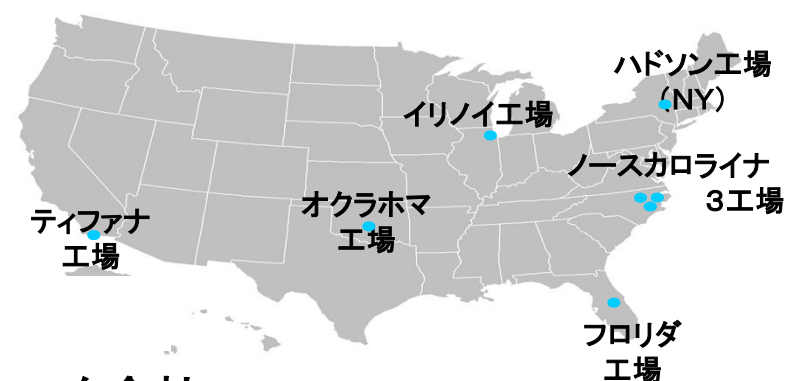 ハドソン工場
(NY)
イリノイ工場
ノースカロライナ
3工場
オクラホマ
工場
ティファナ
工場
フロリダ
工場